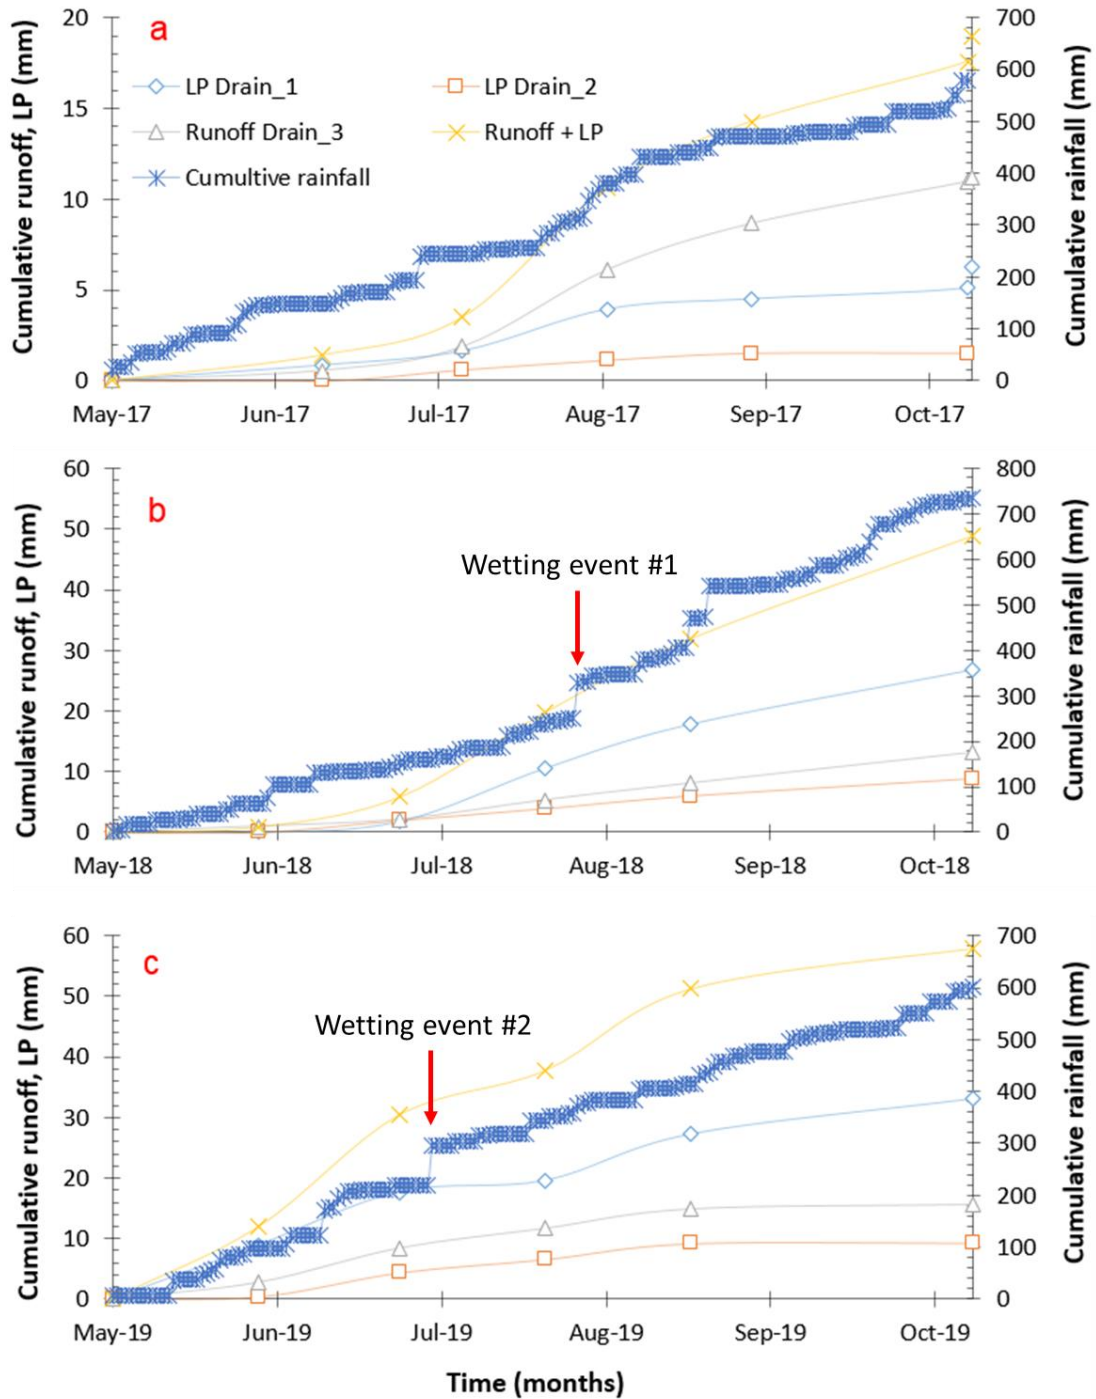 a
Cumulative runoff, LP (mm)
Cumulative rainfall (mm)
20
15
10
5
0
700
600
500
400
300
200
100
0
LP Drain_1
LP Drain_2
Runoff Drain_3
Runoff + LP
Cumultive rainfall
May-17
Jun-17
Jul-17
Aug-17
Sep-17
Oct-17
b
Cumulative runoff, LP (mm)
Cumulative rainfall (mm)
60
50
40
30
20
10
0
800
700
600
500
400
300
200
100
0
Wetting event #1
May-18
Jun-18
Jul-18
Aug-18
Sep-18
Oct-18
c
Cumulative runoff, LP (mm)
Cumulative rainfall (mm)
60
50
40
30
20
10
0
700
600
500
400
300
200
100
0
Wetting event #2
May-19
Jun-19
Jul-19
Aug-19
Sep-19
Oct-19
Time (months)